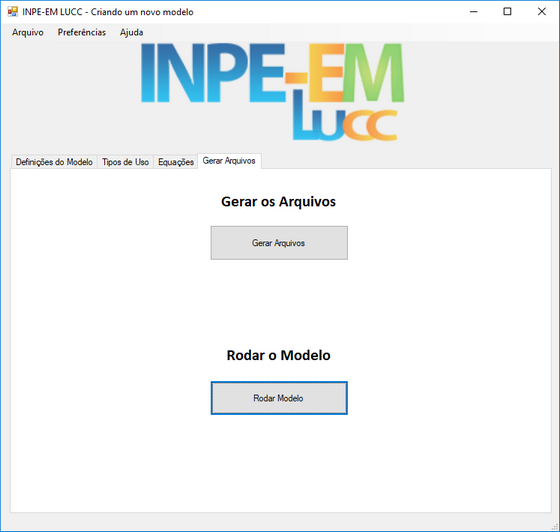 INPE-EM LUCC - Criando um novo modelo
Arquivo Preferências Ajuda
INPE-EM
LUCC
Definições do Modelo Tipos de Uso Equações Gerar Arquivos
Gerar os Arquivos
Gerar Arquivos
Rodar o Modelo
Rodar Modelo